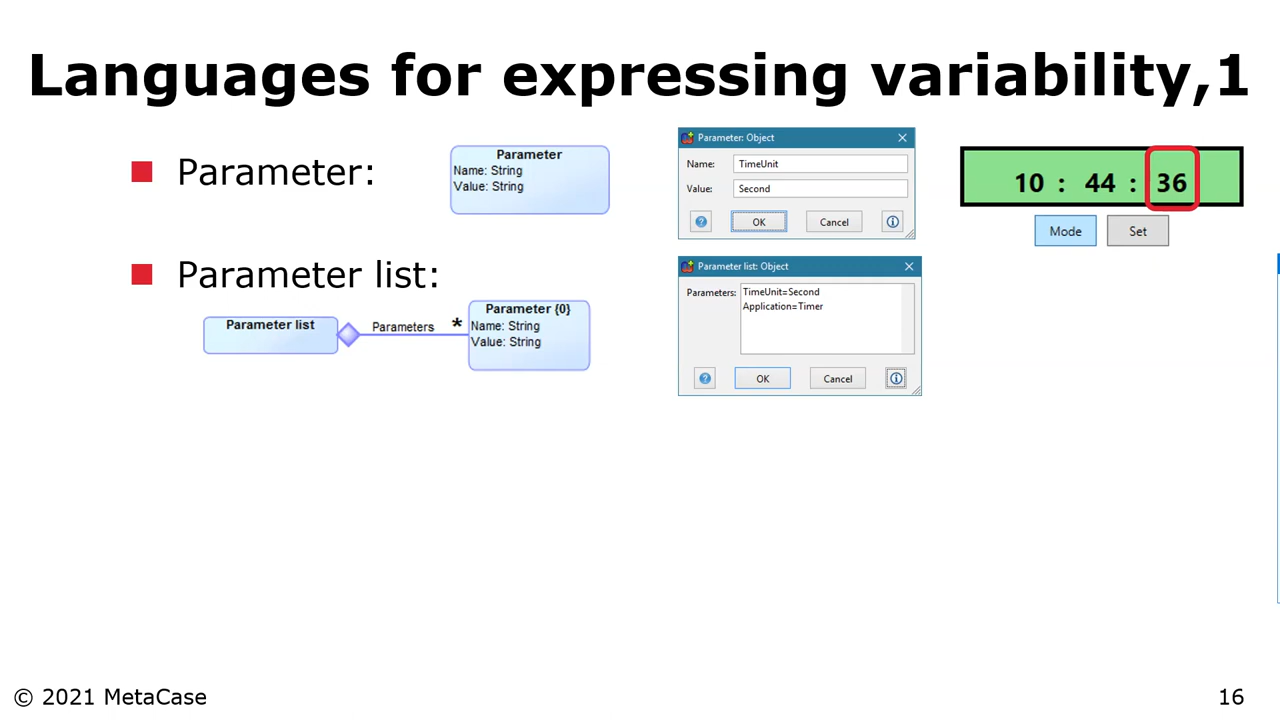 Languages for expressing variability,1
Parameter:
Parameter
Name: String
Value: String
Parameter: Object
Name: TimeUnit
Value: Second
OK Cancel
10 : 44 : 36
Mode Set
Parameter list:
Parameter list
Parameters *
Parameter {0}
Name: String
Value: String
Parameter list: Object
Parameters: TimeUnit=Second
Application=Timer
OK Cancel
© 2021 MetaCase
16